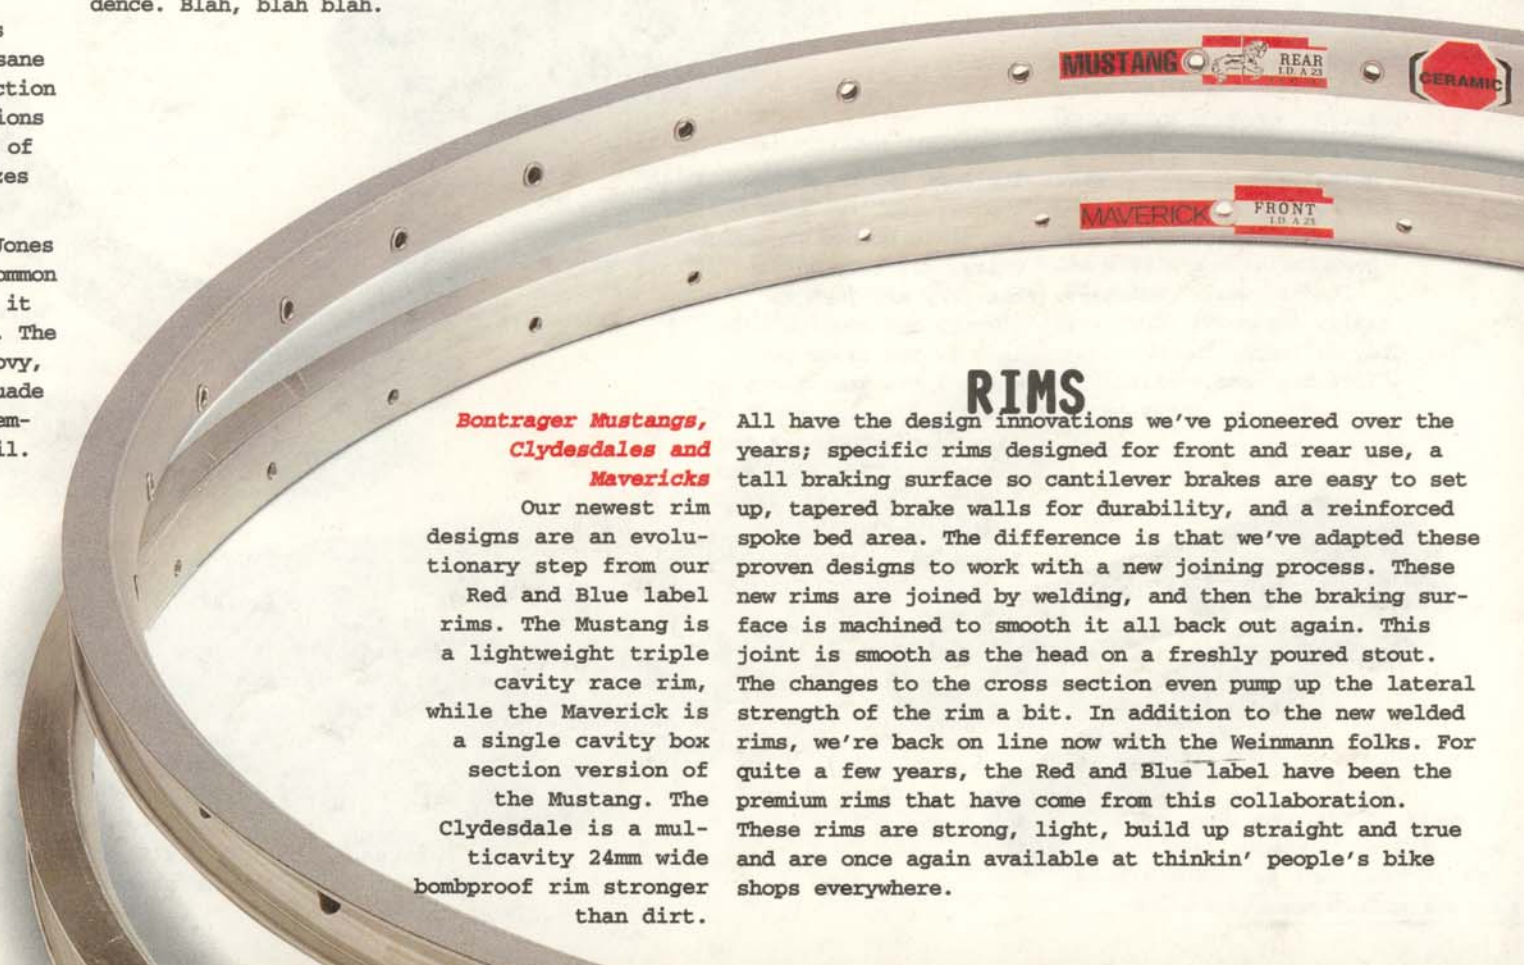 dence. Blah, blah blah.
sane
ction
ions
of
zes
Jones
ommon
it
. The
ovy,
uade
em-
il.
MUSTANG
REAR
I.D. A 23
CERAMIC
MAVERICK
FRONT
I.D. A 23
RIMS
Bontrager Mustangs,
Clydesdales and
Mavericks
Our newest rim
designs are an evolu-
tionary step from our
Red and Blue label
rims. The Mustang is
a lightweight triple
cavity race rim,
while the Maverick is
a single cavity box
section version of
the Mustang. The
Clydesdale is a mul-
ticavity 24mm wide
bombproof rim stronger
than dirt.
All have the design innovations we've pioneered over the
years; specific rims designed for front and rear use, a
tall braking surface so cantilever brakes are easy to set
up, tapered brake walls for durability, and a reinforced
spoke bed area. The difference is that we've adapted these
proven designs to work with a new joining process. These
new rims are joined by welding, and then the braking sur-
face is machined to smooth it all back out again. This
joint is smooth as the head on a freshly poured stout.
The changes to the cross section even pump up the lateral
strength of the rim a bit. In addition to the new welded
rims, we're back on line now with the Weinmann folks. For
quite a few years, the Red and Blue label have been the
premium rims that have come from this collaboration.
These rims are strong, light, build up straight and true
and are once again available at thinkin' people's bike
shops everywhere.